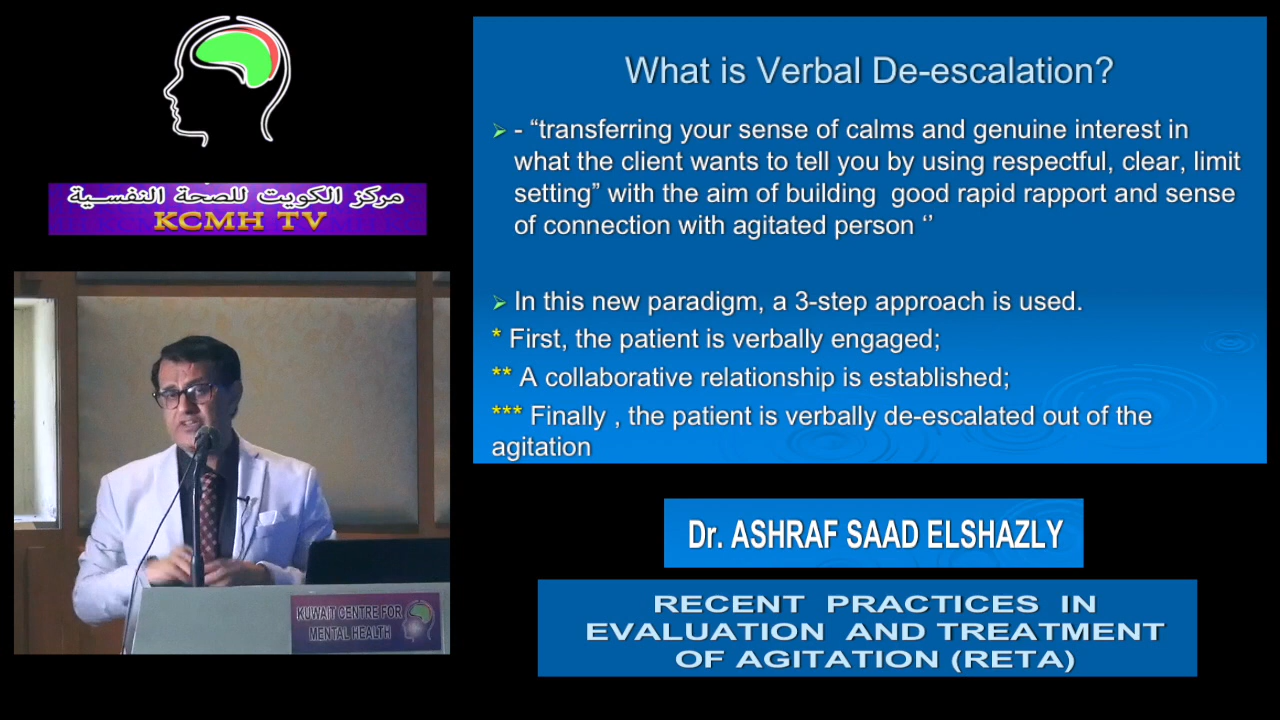 مركز الكويت للصحة النفسية
KCMH TV
What is Verbal De-escalation?
- “transferring your sense of calms and genuine interest in
what the client wants to tell you by using respectful, clear, limit
setting” with the aim of building good rapid rapport and sense
of connection with agitated person ‘’
In this new paradigm, a 3-step approach is used.
* First, the patient is verbally engaged;
** A collaborative relationship is established;
*** Finally , the patient is verbally de-escalated out of the
agitation
KUWAIT CENTRE FOR
MENTAL HEALTH
Dr. ASHRAF SAAD ELSHAZLY
RECENT PRACTICES IN
EVALUATION AND TREATMENT
OF AGITATION (RETA)